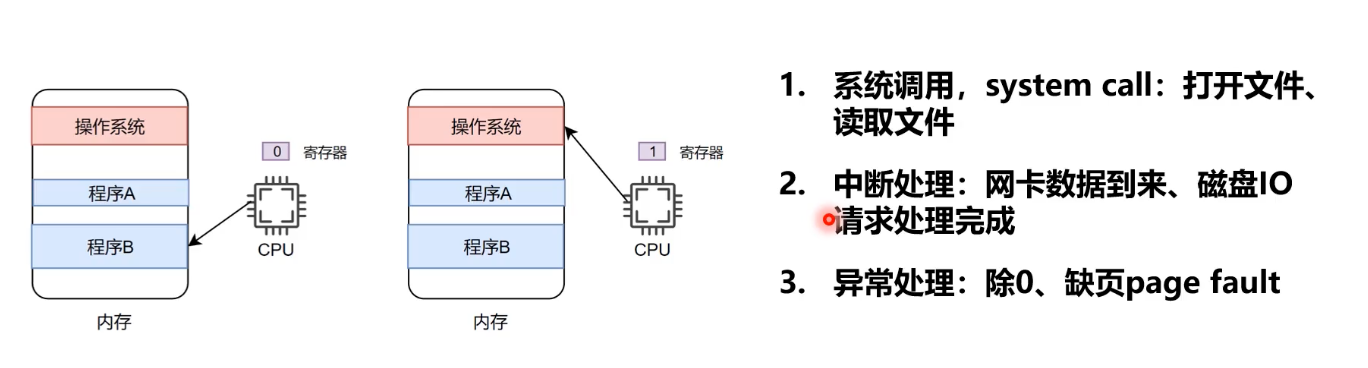 操作系统
程序A
程序B
内存
0 寄存器
CPU
操作系统
程序A
程序B
内存
1 寄存器
CPU
1. 系统调用，system call：打开文件、
读取文件
2. 中断处理：网卡数据到来、磁盘IO
请求处理完成
3. 异常处理：除0、缺页page fault